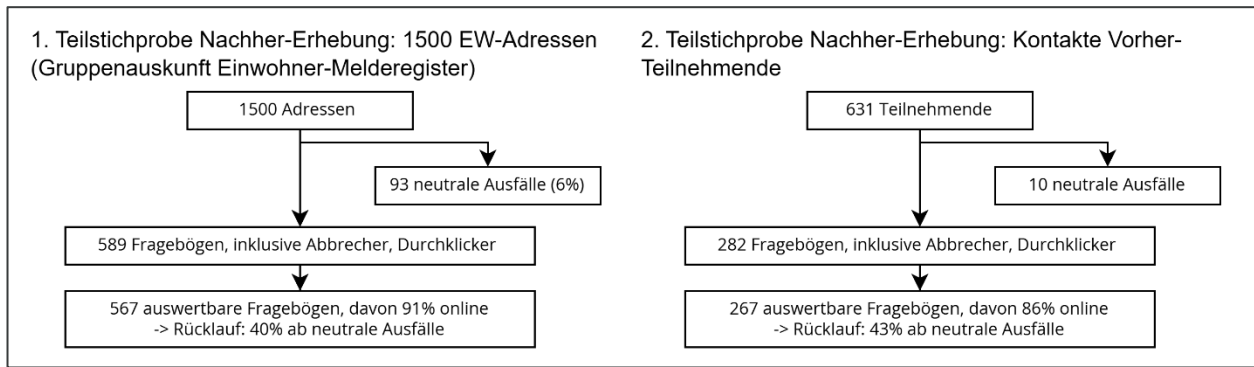 1. Teilstichprobe Nachher-Erhebung: 1500 EW-Adressen
(Gruppenauskunft Einwohner-Melderegister)
1500 Adressen
93 neutrale Ausfälle (6%)
589 Fragebögen, inklusive Abbrecher, Durchklicker
567 auswertbare Fragebögen, davon 91% online
-> Rücklauf: 40% ab neutrale Ausfälle
2. Teilstichprobe Nachher-Erhebung: Kontakte Vorher-
Teilnehmende
631 Teilnehmende
10 neutrale Ausfälle
282 Fragebögen, inklusive Abbrecher, Durchklicker
267 auswertbare Fragebögen, davon 86% online
-> Rücklauf: 43% ab neutrale Ausfälle